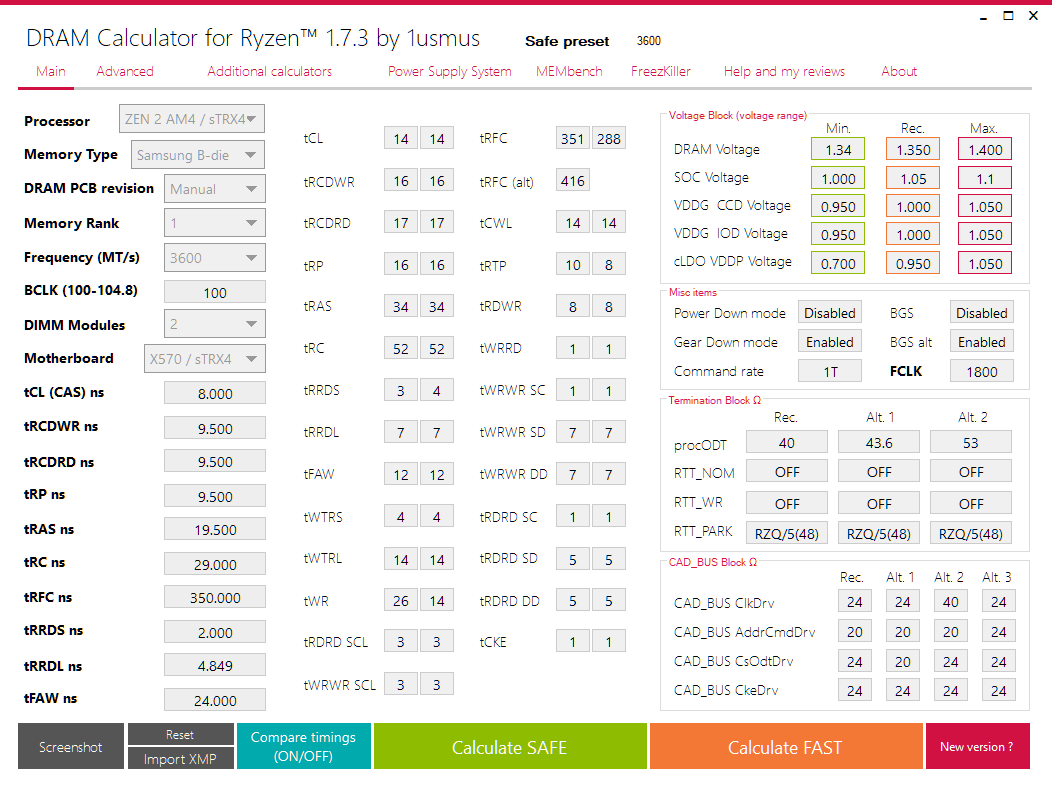 DRAM Calculator for Ryzen™ 1.7.3 by 1usmus Safe preset 3600
Main Advanced Additional calculators Power Supply System MEMbench FreezKiller Help and my reviews About
Processor ZEN 2 AM4 / sTRX4
Memory Type Samsung B-die
DRAM PCB revision Manual
Memory Rank 1
Frequency (MT/s) 3600
BCLK (100-104.8) 100
DIMM Modules 2
Motherboard X570 / sTRX4
tCL (CAS) ns 8.000
tRCDWR ns 9.500
tRCDRD ns 9.500
tRP ns 9.500
tRAS ns 19.500
tRC ns 29.000
tRFC ns 350.000
tRRDS ns 2.000
tRRDL ns 4.849
tFAW ns 24.000
tCL 14 14
tRCDWR 16 16
tRCDRD 17 17
tRP 16 16
tRAS 34 34
tRC 52 52
tRRDS 3 4
tRRDL 7 7
tFAW 12 12
tWTRS 4 4
tWTRL 14 14
tWR 26 14
tRDRD SCL 3 3
tWRWR SCL 3 3
tRFC 351 288
tRFC (alt) 416
tCWL 14 14
tRTP 10 8
tRDWR 8 8
tWRRD 1 1
tWRWR SC 1 1
tWRWR SD 7 7
tWRWR DD 7 7
tRDRD SC 1 1
tRDRD SD 5 5
tRDRD DD 5 5
tCKE 1 1
Voltage Block (voltage range)
Min. Rec. Max.
DRAM Voltage 1.34 1.350 1.400
SOC Voltage 1.000 1.05 1.1
VDDG CCD Voltage 0.950 1.000 1.050
VDDG IOD Voltage 0.950 1.000 1.050
cLDO VDDP Voltage 0.700 0.950 1.050
Misc items
Power Down mode Disabled BGS Disabled
Gear Down mode Enabled BGS alt Enabled
Command rate 1T FCLK 1800
Termination Block Ω
Rec. Alt. 1 Alt. 2
procODT 40 43.6 53
RTT_NOM OFF OFF OFF
RTT_WR OFF OFF OFF
RTT_PARK RZQ/5(48) RZQ/5(48) RZQ/5(48)
CAD_BUS Block Ω
Rec. Alt. 1 Alt. 2 Alt. 3
CAD_BUS ClkDrv 24 24 40 24
CAD_BUS AddrCmdDrv 20 20 20 24
CAD_BUS CsOdtDrv 24 20 24 24
CAD_BUS CkeDrv 24 24 24 24
Screenshot
Reset
Import XMP
Compare timings
(ON/OFF)
Calculate SAFE
Calculate FAST
New version ?